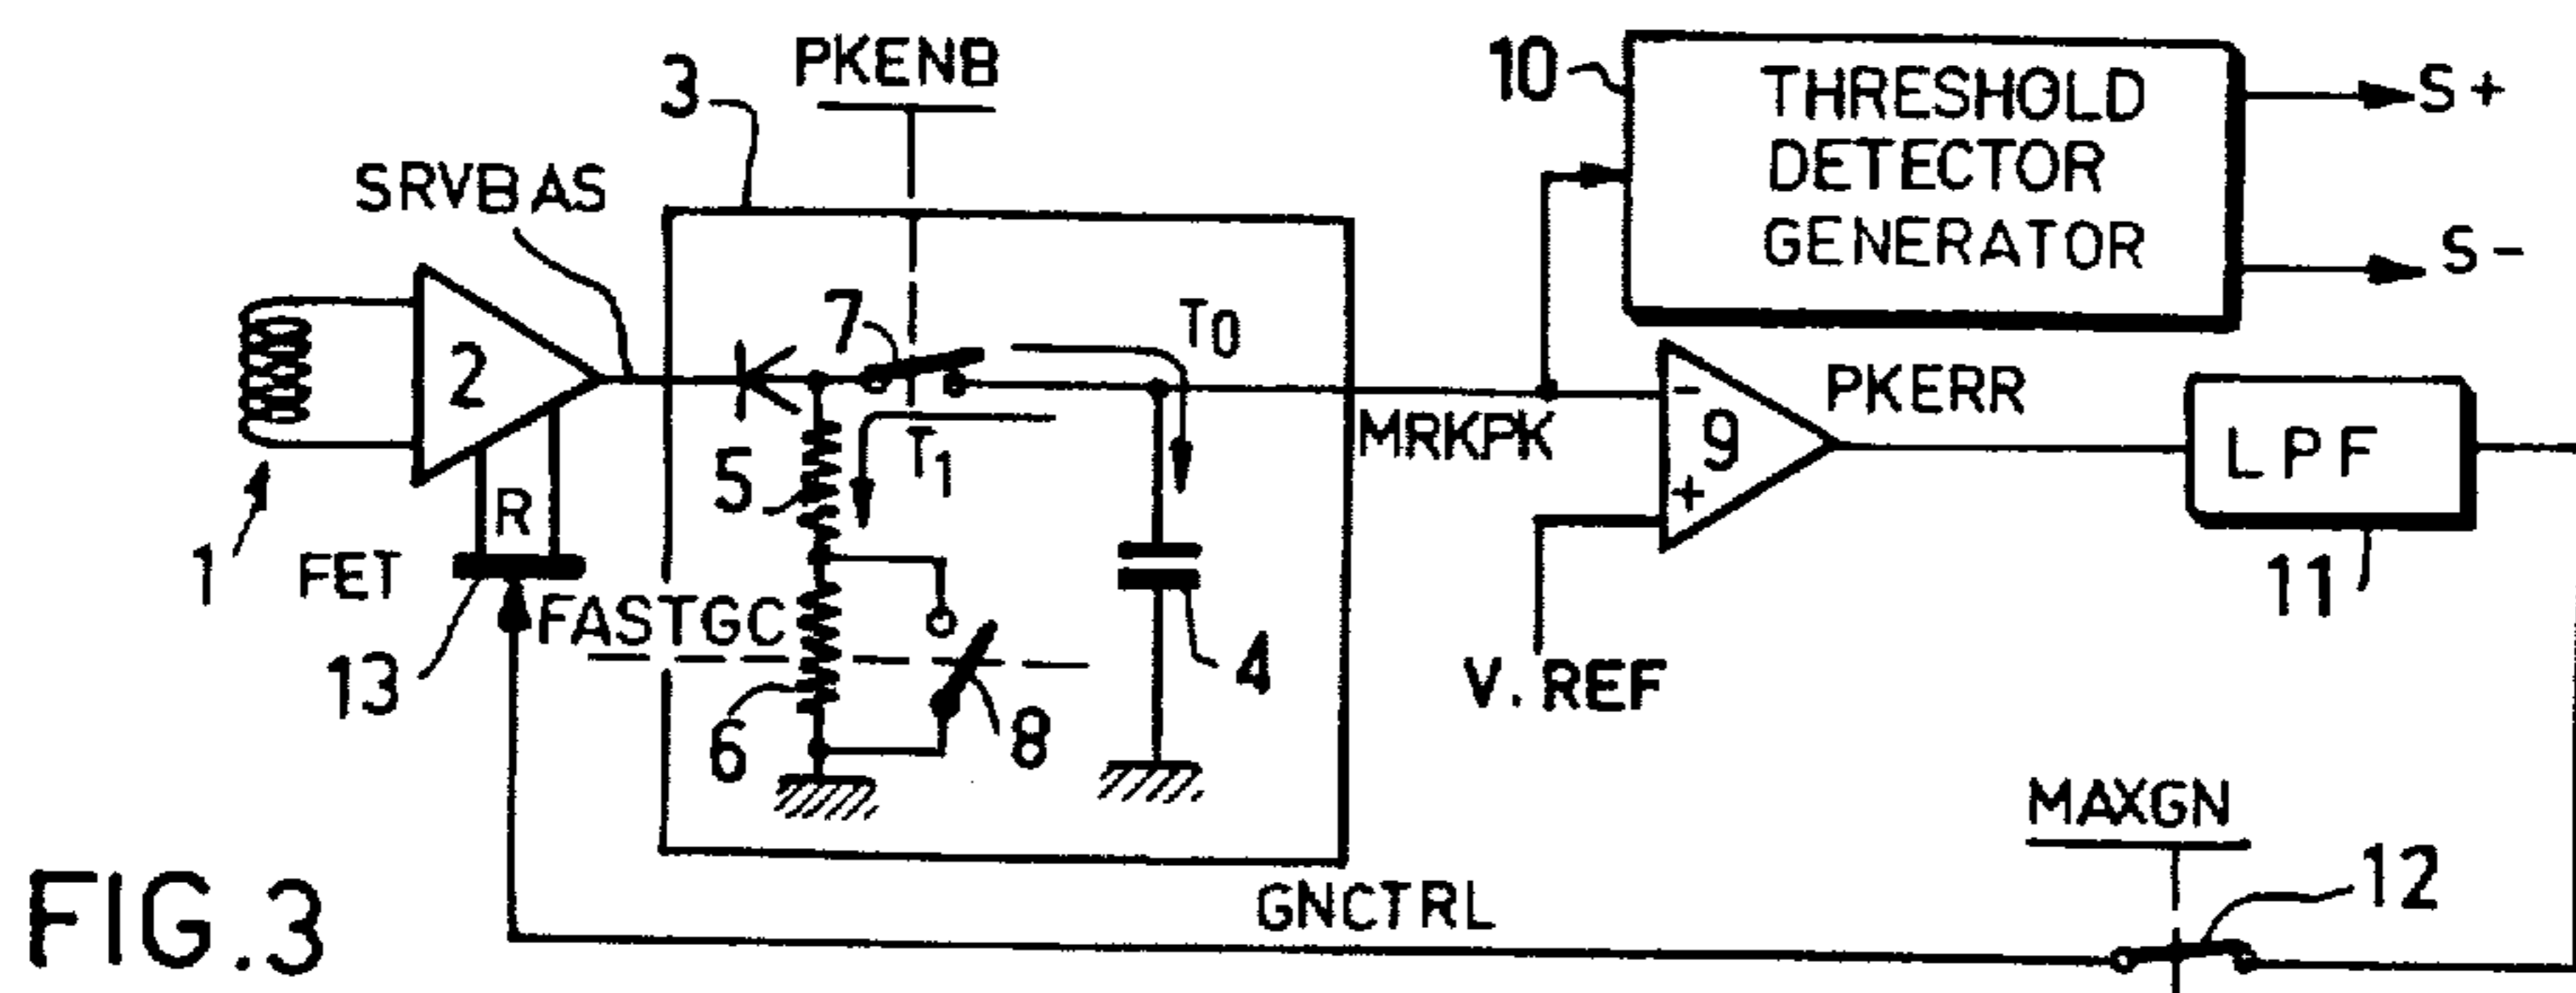 PKENB
3
10
THRESHOLD
DETECTOR
GENERATOR
S+
S-
SRVBAS
7
T0
2
5
T1
MRKPK
-
9
+
PKERR
LPF
11
R
1
FET
13
FASTGC
6
8
4
V. REF
MAXGN
12
GNCTRL
FIG.3